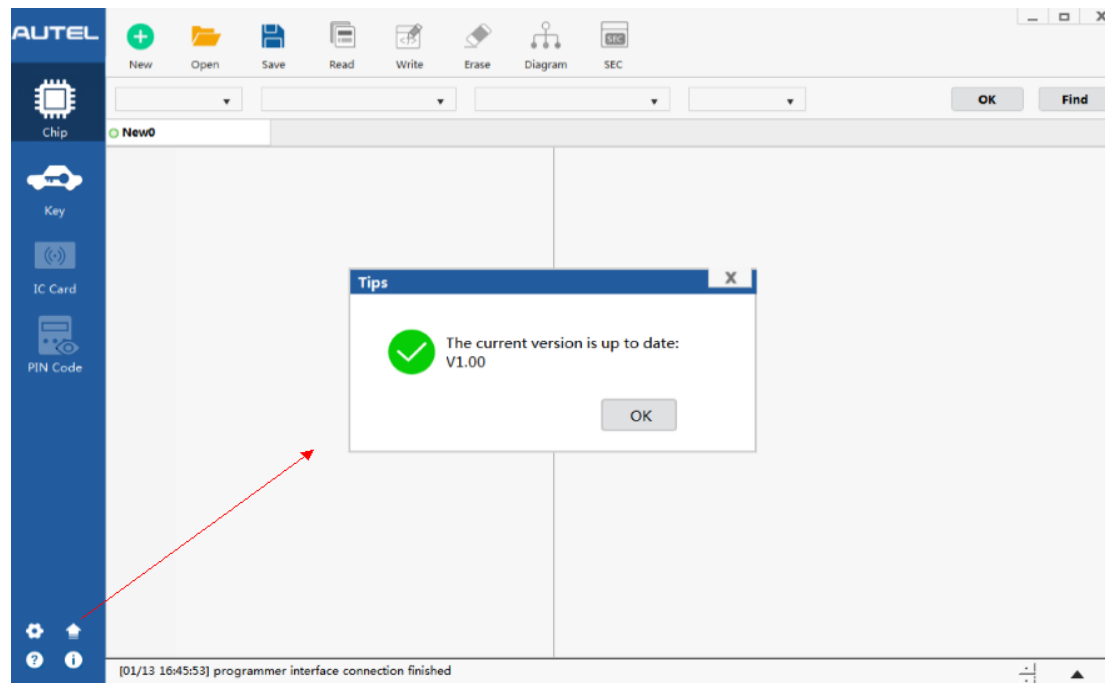 AUTEL
New Open Save Read Write Erase Diagram SEC
SEC
OK Find
Chip
New0
Key
IC Card
PIN Code
Tips X
The current version is up to date:
V1.00
OK
[01/13 16:45:53] programmer interface connection finished